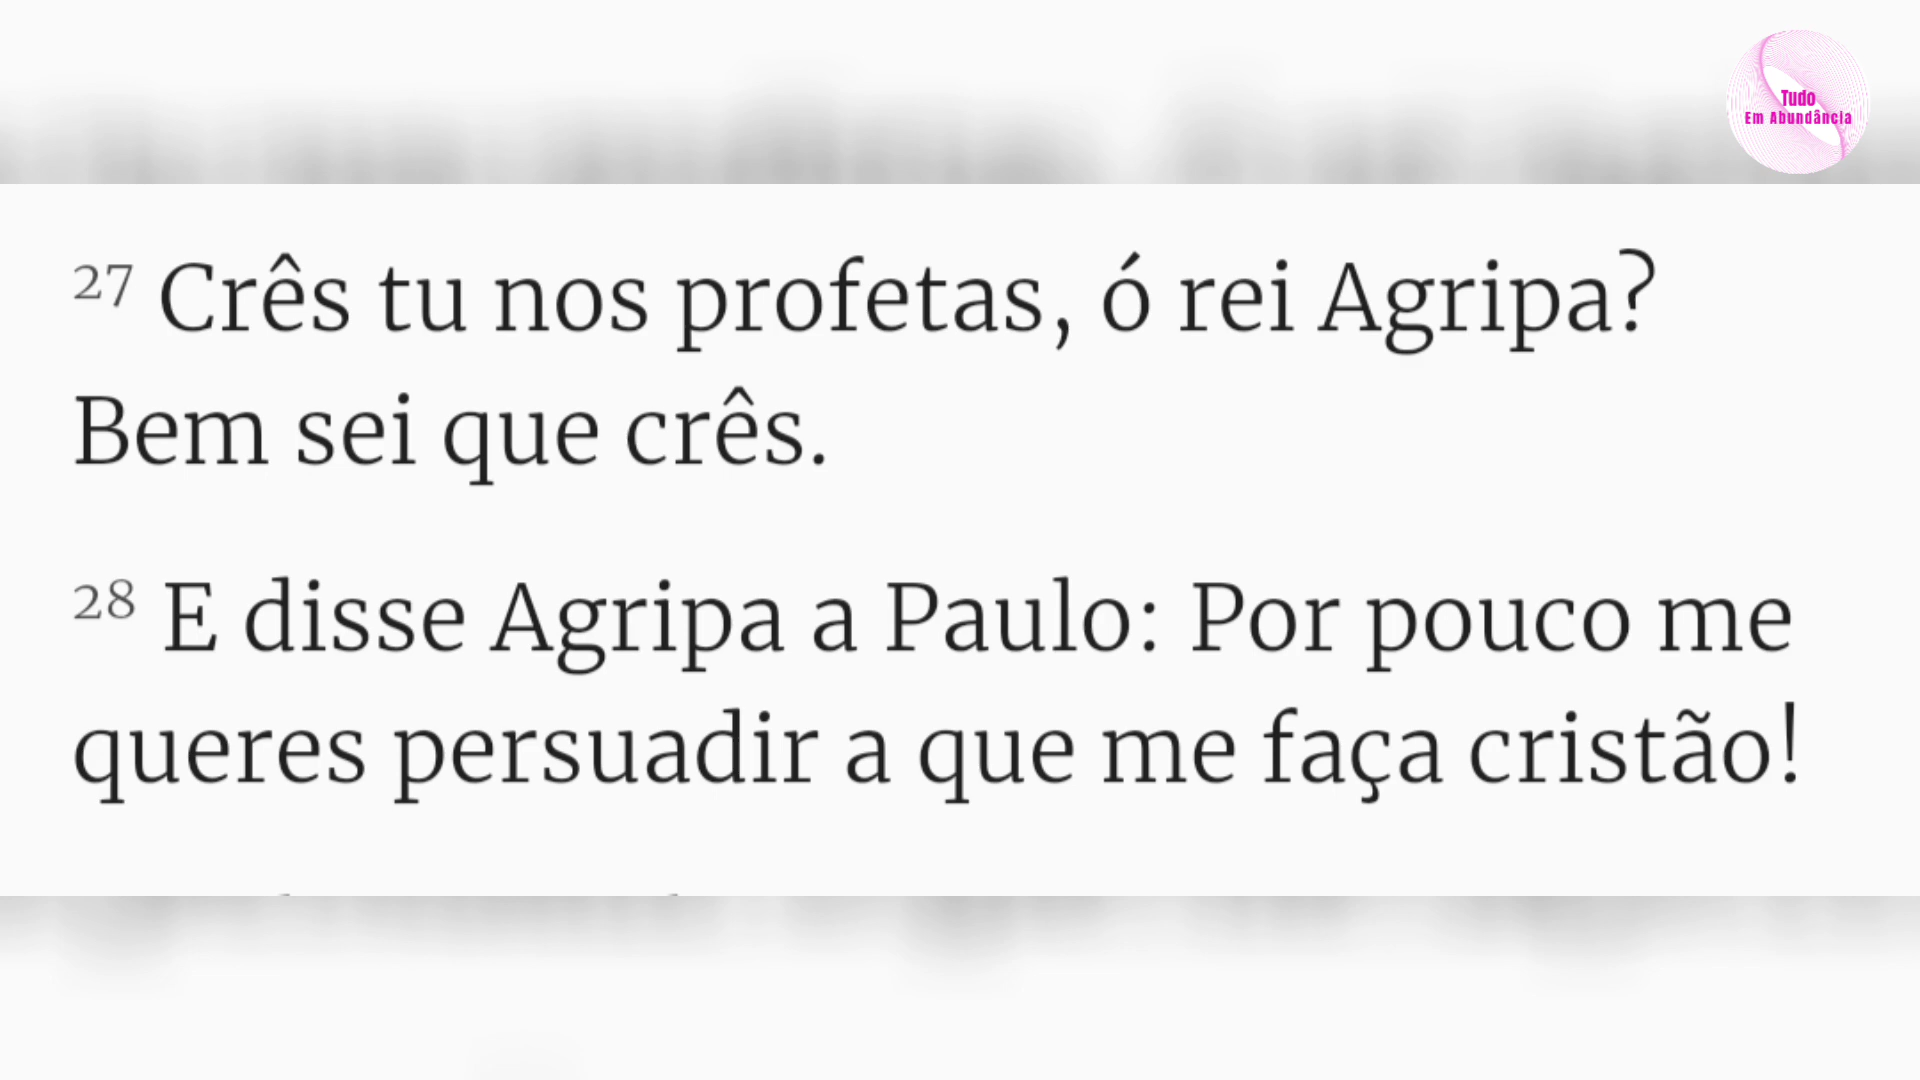 Tudo
Em Abundância
27 Crês tu nos profetas, ó rei Agripa?
Bem sei que crês.
28 E disse Agripa a Paulo: Por pouco me
queres persuadir a que me faça cristão!